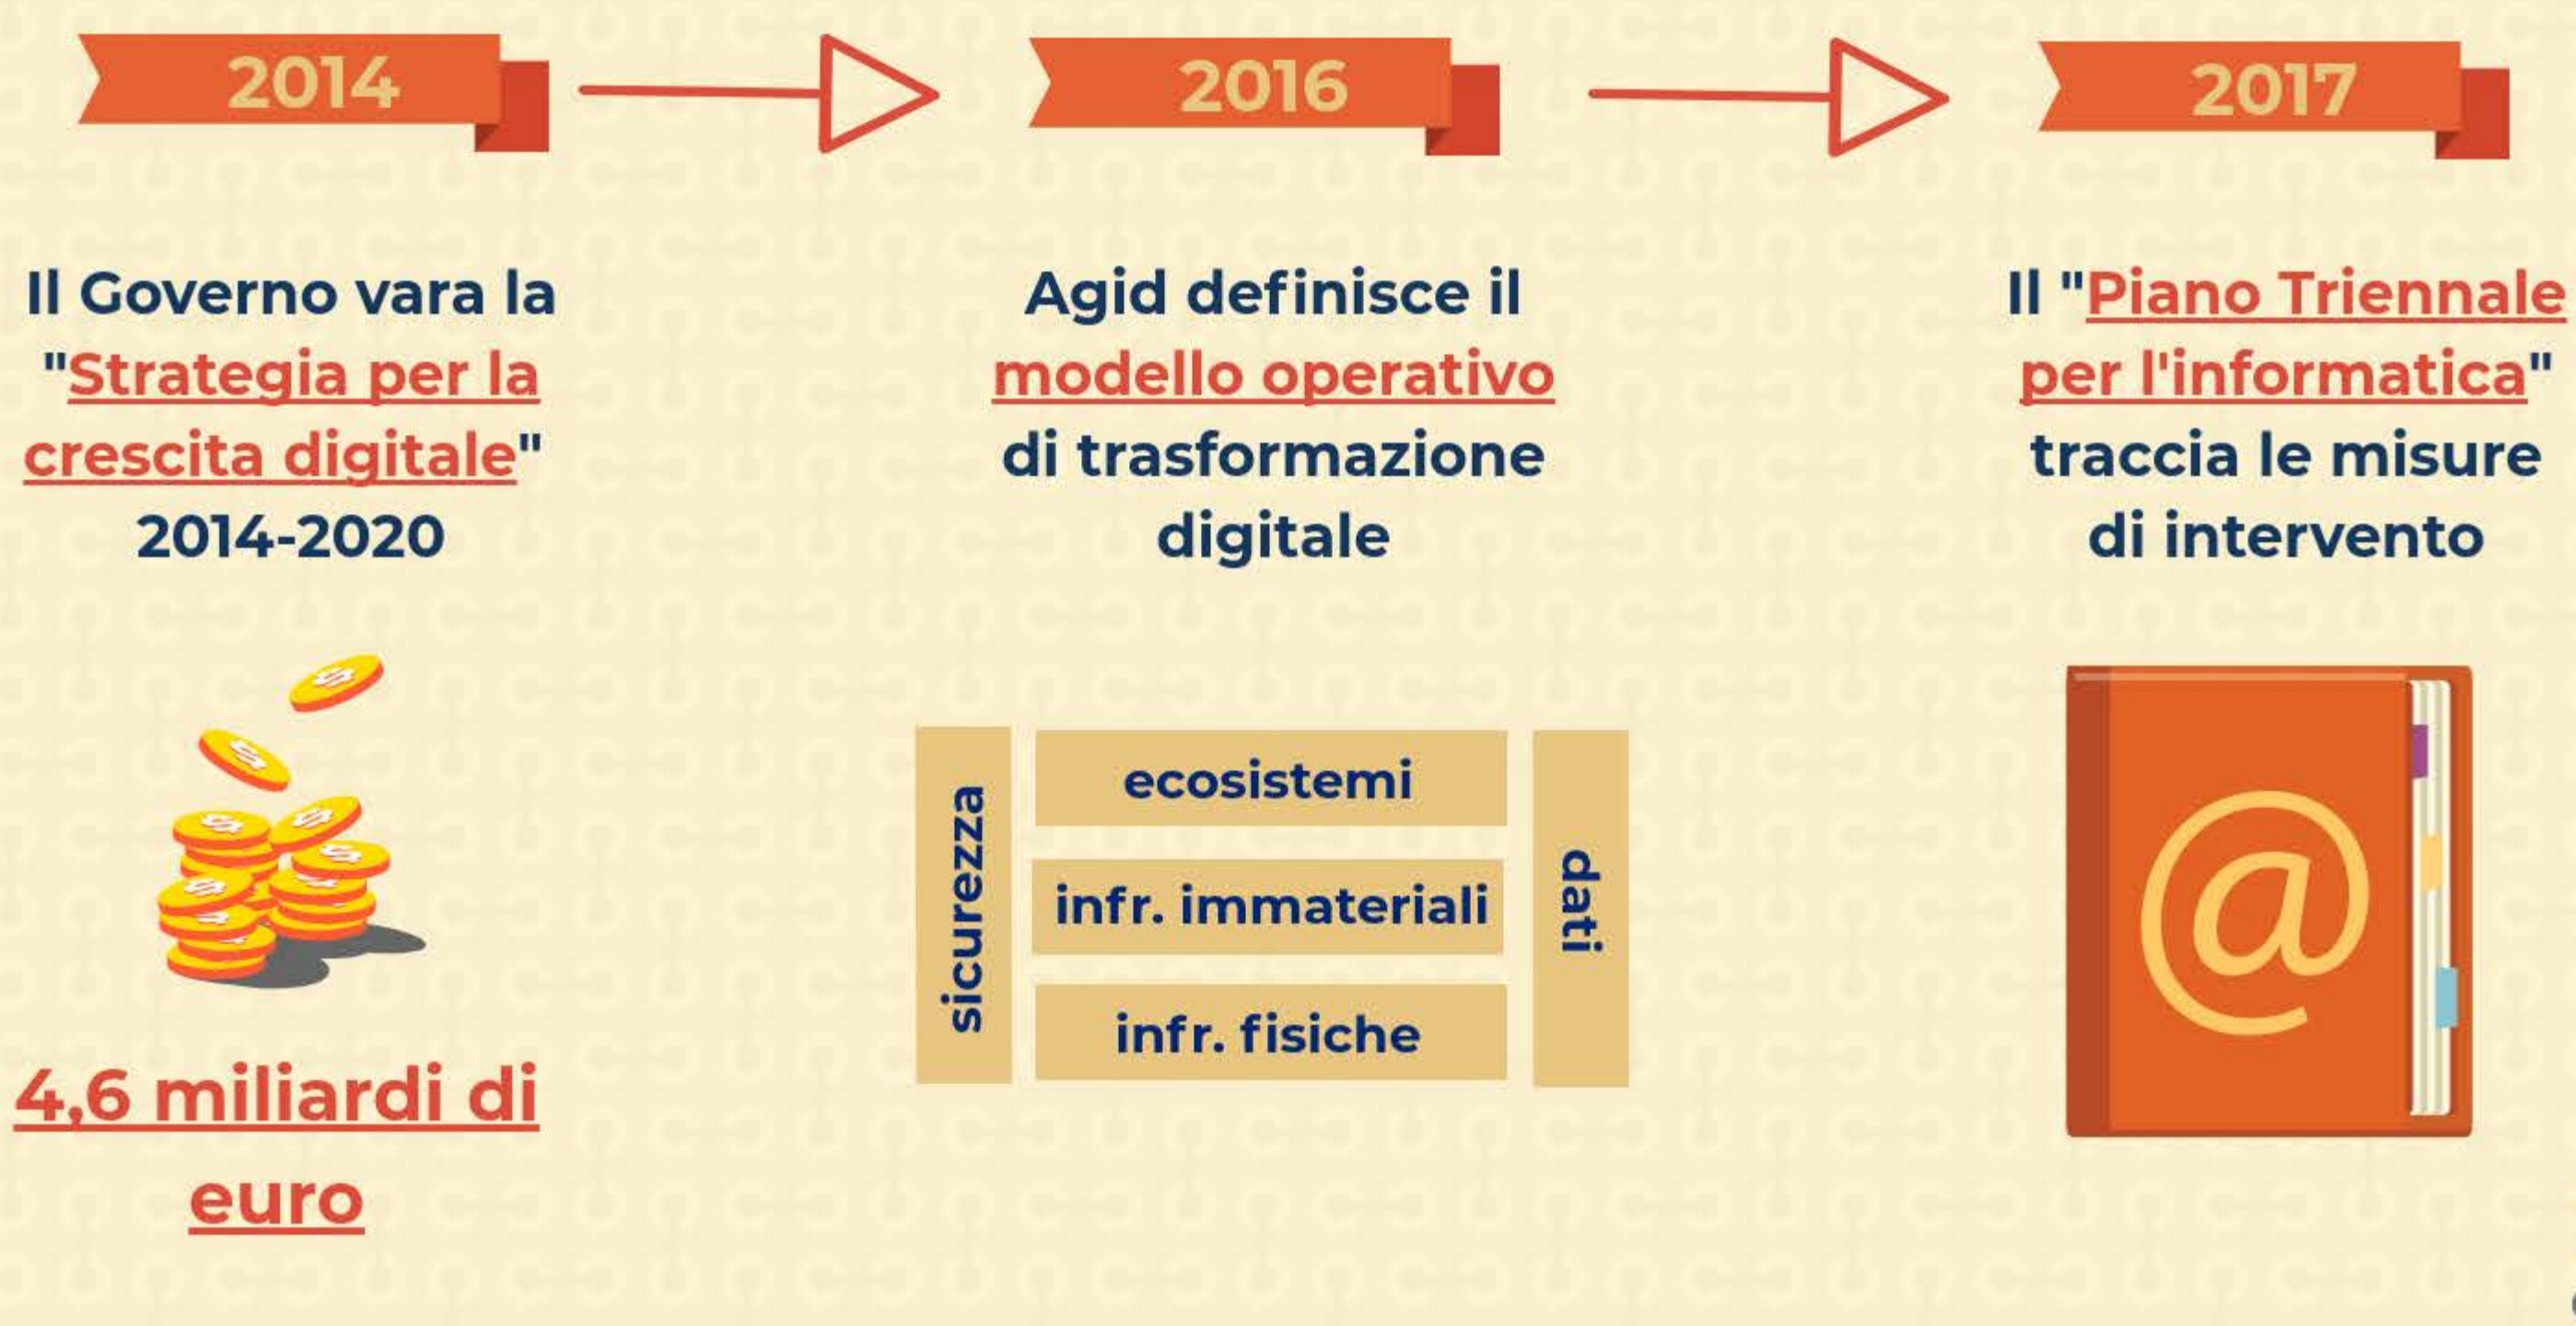 2014
2016
2017
Il Governo vara la
"Strategia per la
crescita digitale"
2014-2020
4,6 miliardi di
euro
Agid definisce il
modello operativo
di trasformazione
digitale
sicurezza
ecosistemi
infr. immateriali
infr. fisiche
dati
Il "Piano Triennale
per l'informatica"
traccia le misure
di intervento
@